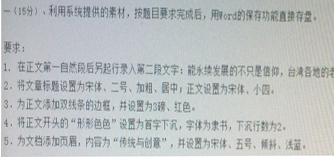 一(15分)、利用系统提供的素材，按题目要求完成后，用Word的保存功能直接存盘。
要求：
1. 在正文第一自然段后另起行录入第二段文字：能永续发展的不只是信仰，台湾各地的老
2. 将文章标题设置为宋体、二号、加粗、居中；正文设置为宋体、小四。
3. 为正文添加双线条的边框，并设置为3磅、红色。
4. 将正文开头的“形形色色”设置为首字下沉，字体为隶书，下沉行数为2。
5. 为文档添加页眉，内容为“传统与创意”，并设置为宋体、五号、倾斜、浅蓝。